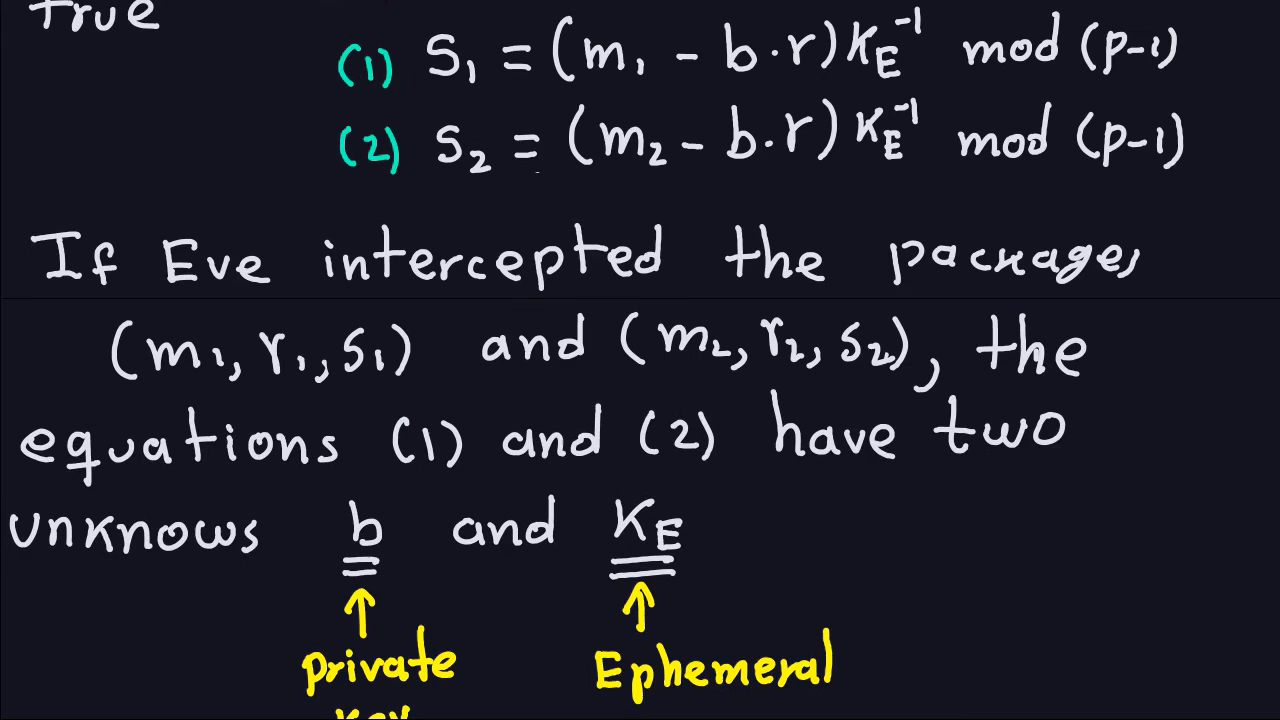 true
(1) S₁ = (m₁ - b·r)K_E⁻¹ mod (p-1)
(2) S₂ = (m₂ - b·r)K_E⁻¹ mod (p-1)
If Eve intercepted the packages
(m₁, r₁, s₁) and (m₂, r₂, s₂), the
equations (1) and (2) have two
unknows b and K_E
↑ ↑
private Ephemeral
key